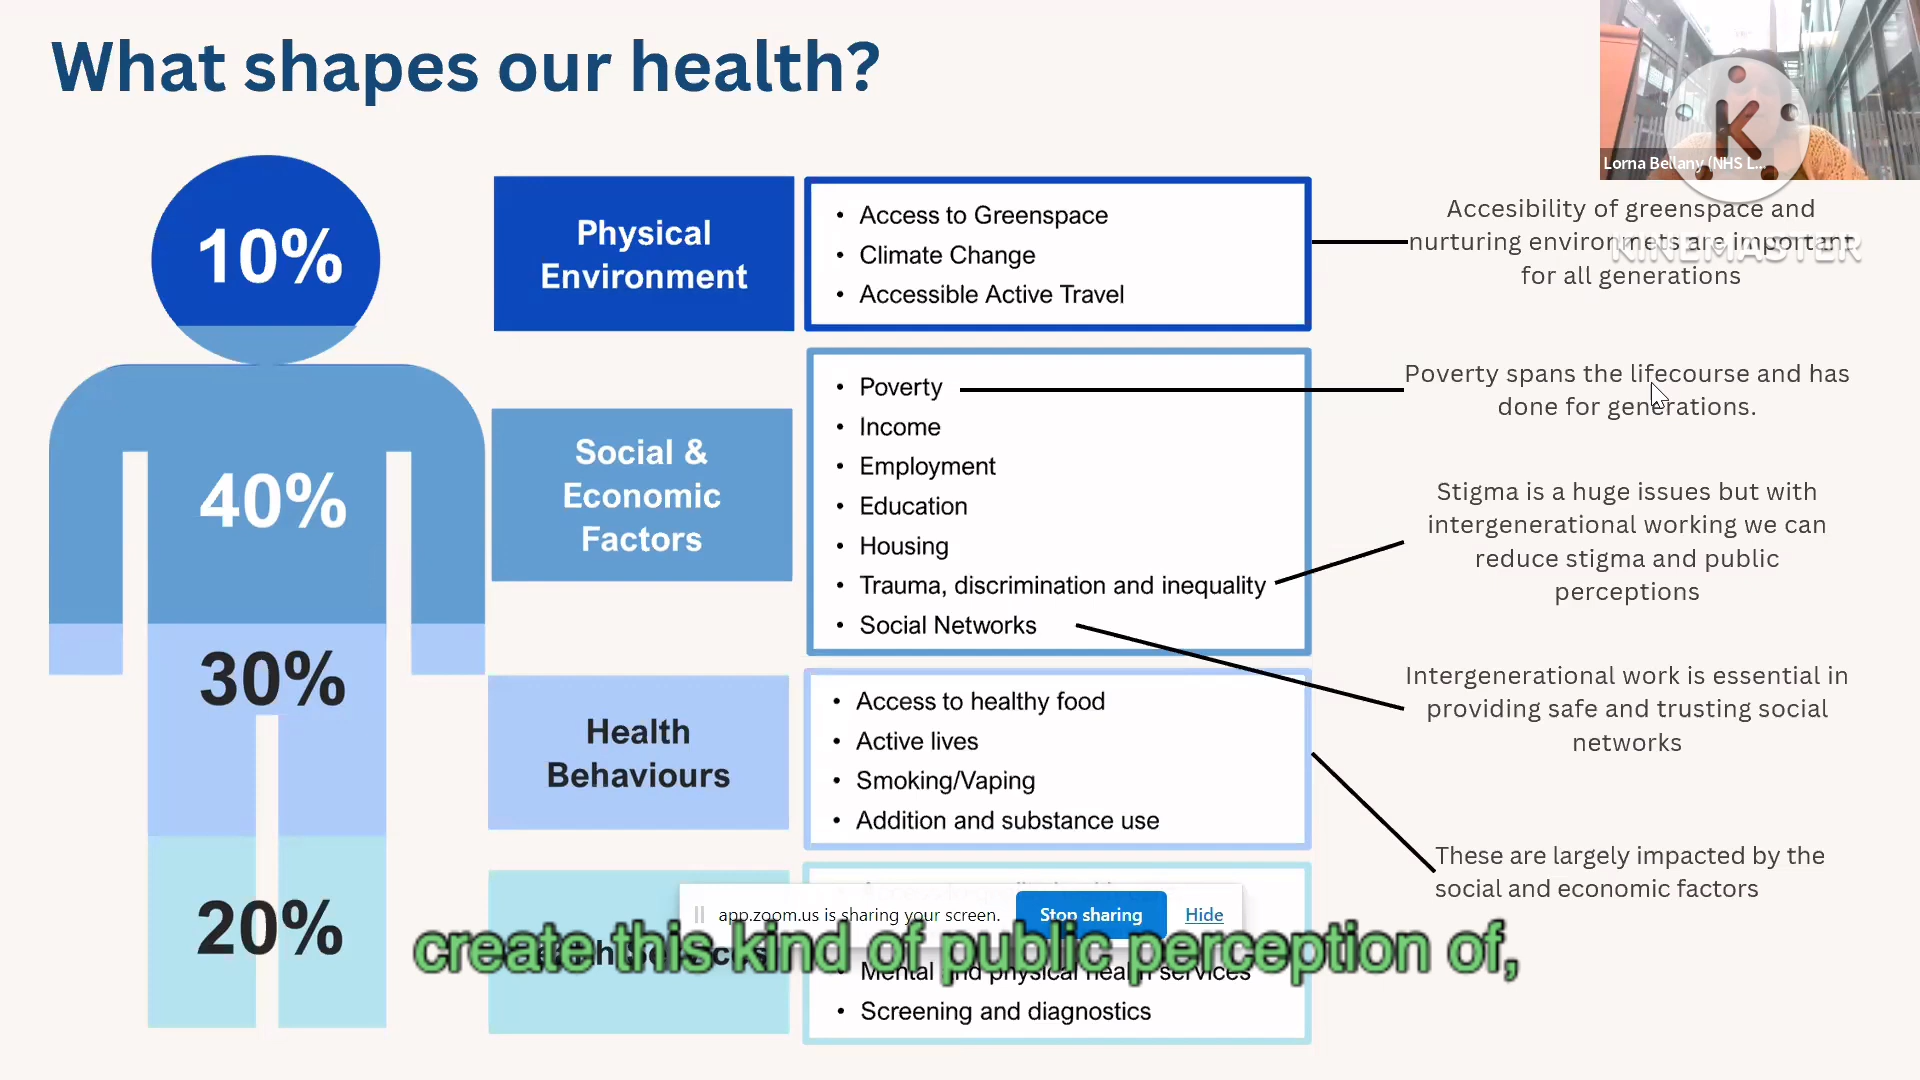 What shapes our health?
Lorna Bellany (NHS L...
KINEMASTER
10%
Physical
Environment
• Access to Greenspace
• Climate Change
• Accessible Active Travel
Accesibility of greenspace and
nurturing environmets are important
for all generations
40%
Social &
Economic
Factors
• Poverty
• Income
• Employment
• Education
• Housing
• Trauma, discrimination and inequality
• Social Networks
Poverty spans the lifecourse and has
done for generations.
Stigma is a huge issues but with
intergenerational working we can
reduce stigma and public
perceptions
Intergenerational work is essential in
providing safe and trusting social
networks
30%
Health
Behaviours
• Access to healthy food
• Active lives
• Smoking/Vaping
• Addition and substance use
These are largely impacted by the
social and economic factors
20%
app.zoom.us is sharing your screen.
Stop sharing
Hide
create this kind of public perception of,
• Mental and physical health services
• Screening and diagnostics